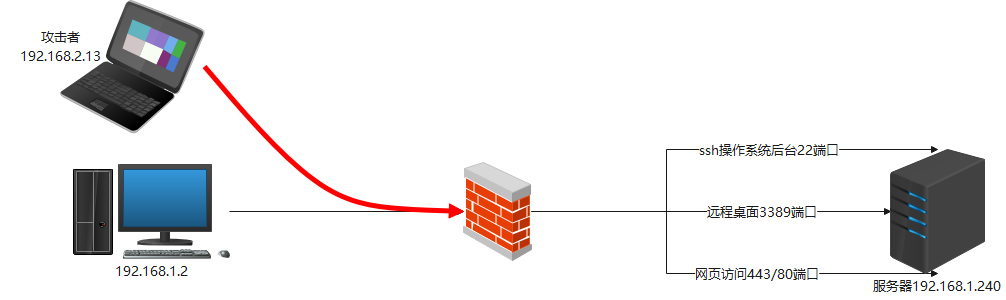 攻击者
192.168.2.13
192.168.1.2
ssh操作系统后台22端口
远程桌面3389端口
网页访问443/80端口
服务器192.168.1.240